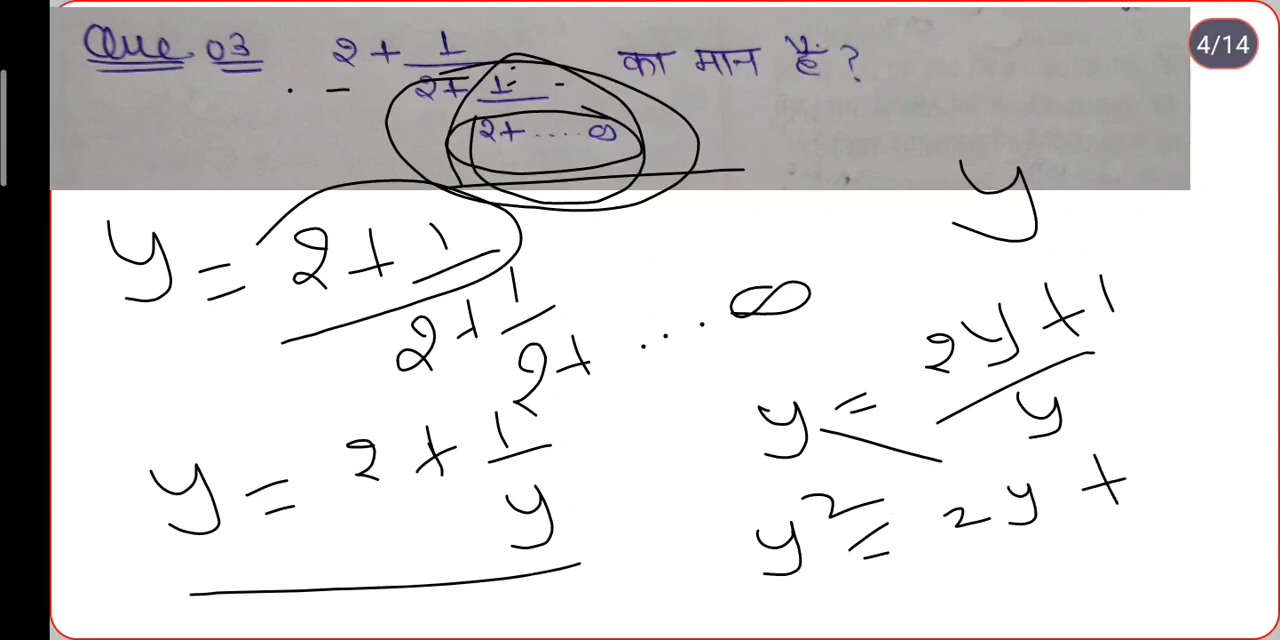 Que 03 2 + 1/2+ 1/2+ .... ∞ का मान है ?
4/14
y
y = 2 + 1/2 + 1/2 + ... ∞
y = 2y + 1/y
y = 2 + 1/y
y² = 2y +